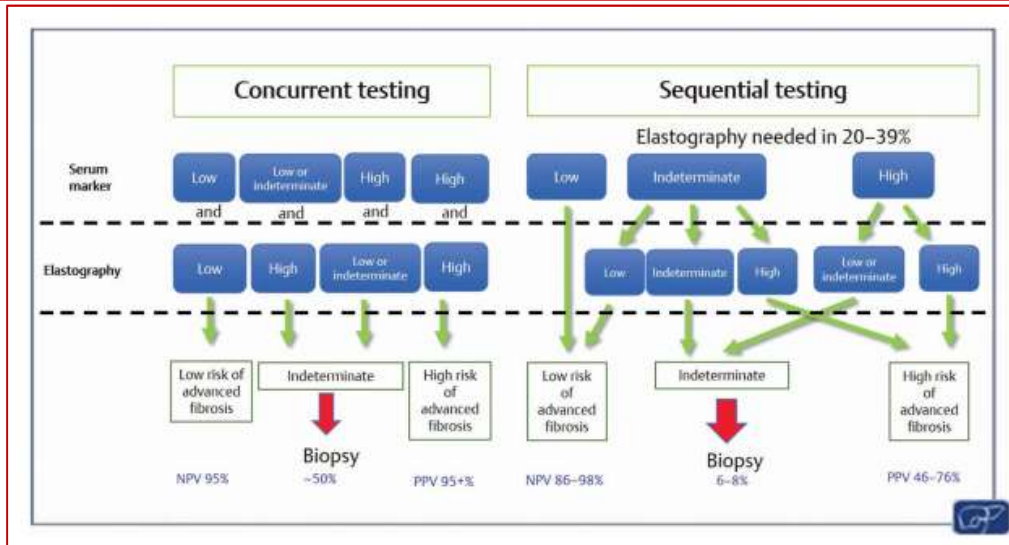 Concurrent testing
Sequential testing
Elastography needed in 20–39%
Serum
marker
Low
Low or
indeterminate
High
High
Low
Indeterminate
High
and
and
and
and
Elastography
Low
High
Low or
indeterminate
High
Low
Indeterminate
High
Low or
indeterminate
High
Low risk of
advanced
fibrosis
Indeterminate
High risk
of
advanced
fibrosis
Low risk
of
advanced
fibrosis
Indeterminate
High risk
of
advanced
fibrosis
Biopsy
Biopsy
NPV 95%
~50%
PPV 95+%
NPV 86–98%
6–8%
PPV 46–76%